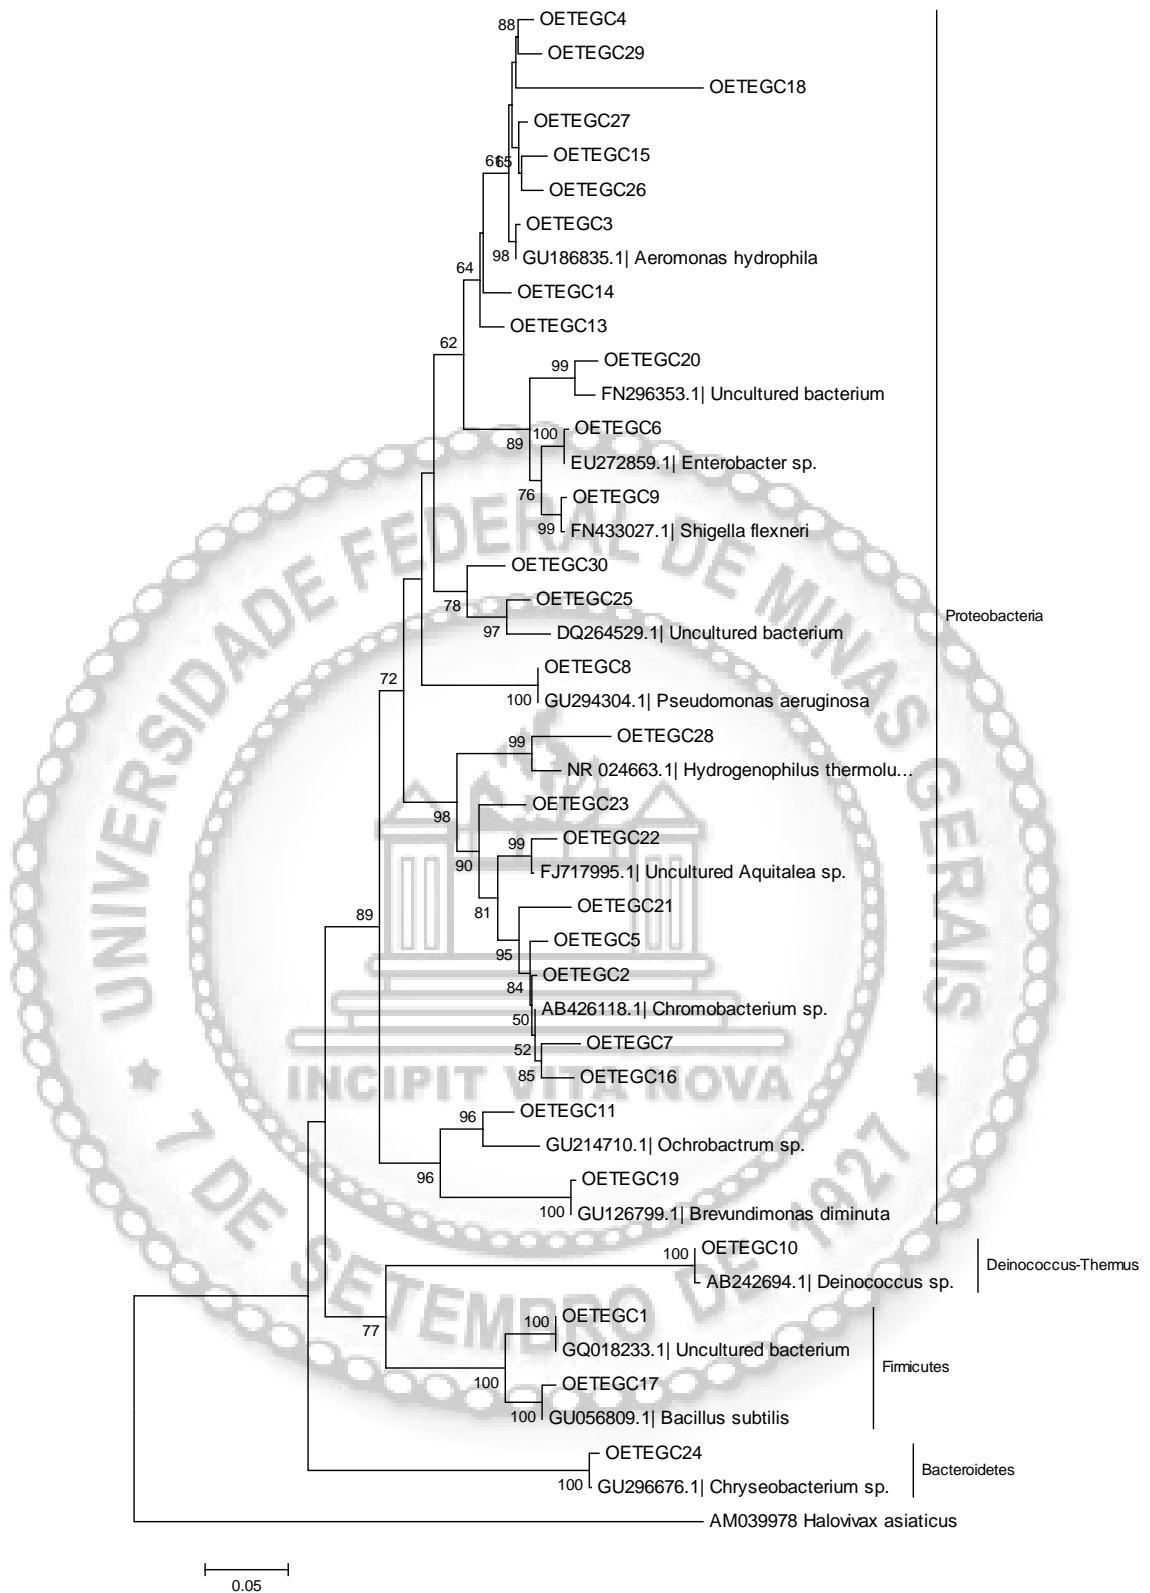 88
OETEGC4
OETEGC29
OETEGC18
OETEGC27
61
65
OETEGC15
OETEGC26
OETEGC3
98
GU186835.1| Aeromonas hydrophila
64
OETEGC14
OETEGC13
62
99
OETEGC20
FN296353.1| Uncultured bacterium
89
100
OETEGC6
EU272859.1| Enterobacter sp.
76
OETEGC9
99
FN433027.1| Shigella flexneri
OETEGC30
78
OETEGC25
97
DQ264529.1| Uncultured bacterium
Proteobacteria
OETEGC8
72
100
GU294304.1| Pseudomonas aeruginosa
99
OETEGC28
NR 024663.1| Hydrogenophilus thermolu...
98
OETEGC23
90
99
OETEGC22
FJ717995.1| Uncultured Aquitalea sp.
81
89
OETEGC21
95
OETEGC5
84
OETEGC2
50
AB426118.1| Chromobacterium sp.
52
OETEGC7
85
OETEGC16
96
OETEGC11
GU214710.1| Ochrobactrum sp.
96
OETEGC19
100
GU126799.1| Brevundimonas diminuta
100
OETEGC10
AB242694.1| Deinococcus sp.
Deinococcus-Thermus
77
100
OETEGC1
GQ018233.1| Uncultured bacterium
Firmicutes
100
OETEGC17
100
GU056809.1| Bacillus subtilis
OETEGC24
100
GU296676.1| Chryseobacterium sp.
Bacteroidetes
AM039978 Halovivax asiaticus
0.05
UNIVERSIDADE FEDERAL DE MINAS GERAIS
INCIPIT VITA NOVA
★ 7 DE SETEMBRO DE 1927 ★